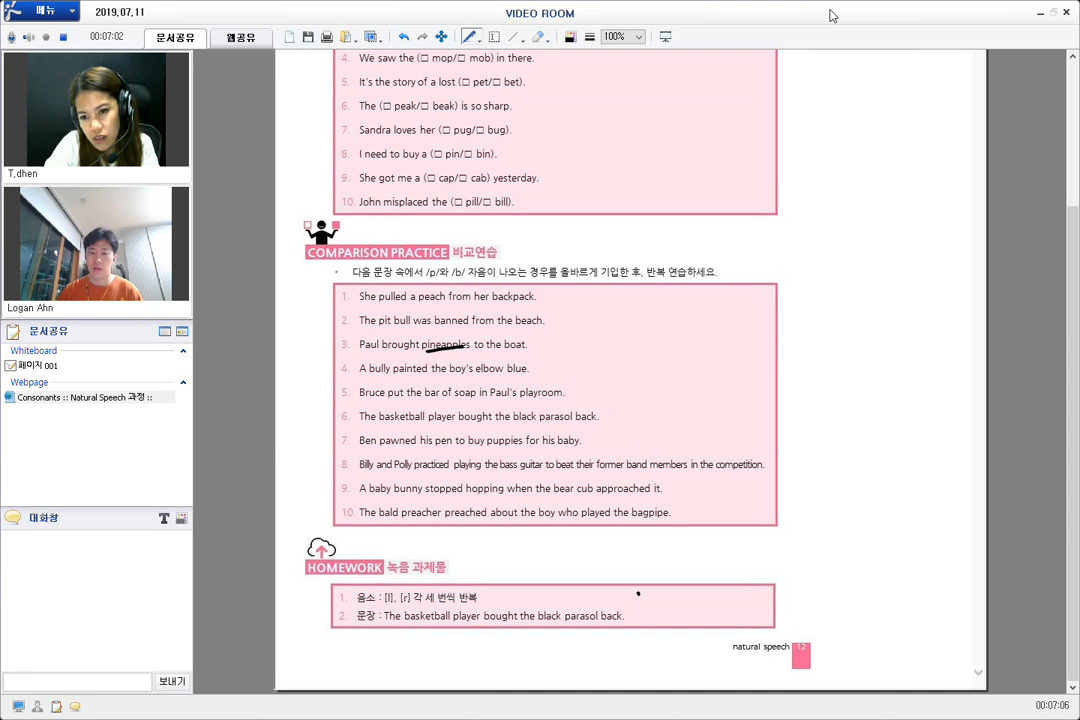 메뉴 2019.07.11 VIDEO ROOM
00:07:02 문서공유 웹공유 100%
T.dhen
Logan Ahn
문서공유
Whiteboard
페이지 001
Webpage
Consonants :: Natural Speech 과정 ::
대화창
보내기
4. We saw the (□ mop/□ mob) in there.
5. It's the story of a lost (□ pet/□ bet).
6. The (□ peak/□ beak) is so sharp.
7. Sandra loves her (□ pug/□ bug).
8. I need to buy a (□ pin/□ bin).
9. She got me a (□ cap/□ cab) yesterday.
10. John misplaced the (□ pill/□ bill).
COMPARISON PRACTICE 비교연습
• 다음 문장 속에서 /p/와 /b/ 자음이 나오는 경우를 올바르게 기입한 후, 반복 연습하세요.
1. She pulled a peach from her backpack.
2. The pit bull was banned from the beach.
3. Paul brought pineapples to the boat.
4. A bully painted the boy's elbow blue.
5. Bruce put the bar of soap in Paul's playroom.
6. The basketball player bought the black parasol back.
7. Ben pawned his pen to buy puppies for his baby.
8. Billy and Polly practiced playing the bass guitar to beat their former band members in the competition.
9. A baby bunny stopped hopping when the bear cub approached it.
10. The bald preacher preached about the boy who played the bagpipe.
HOMEWORK 녹음 과제물
1. 음소 : [l], [r] 각 세 번씩 반복
2. 문장 : The basketball player bought the black parasol back.
natural speech 12
00:07:06